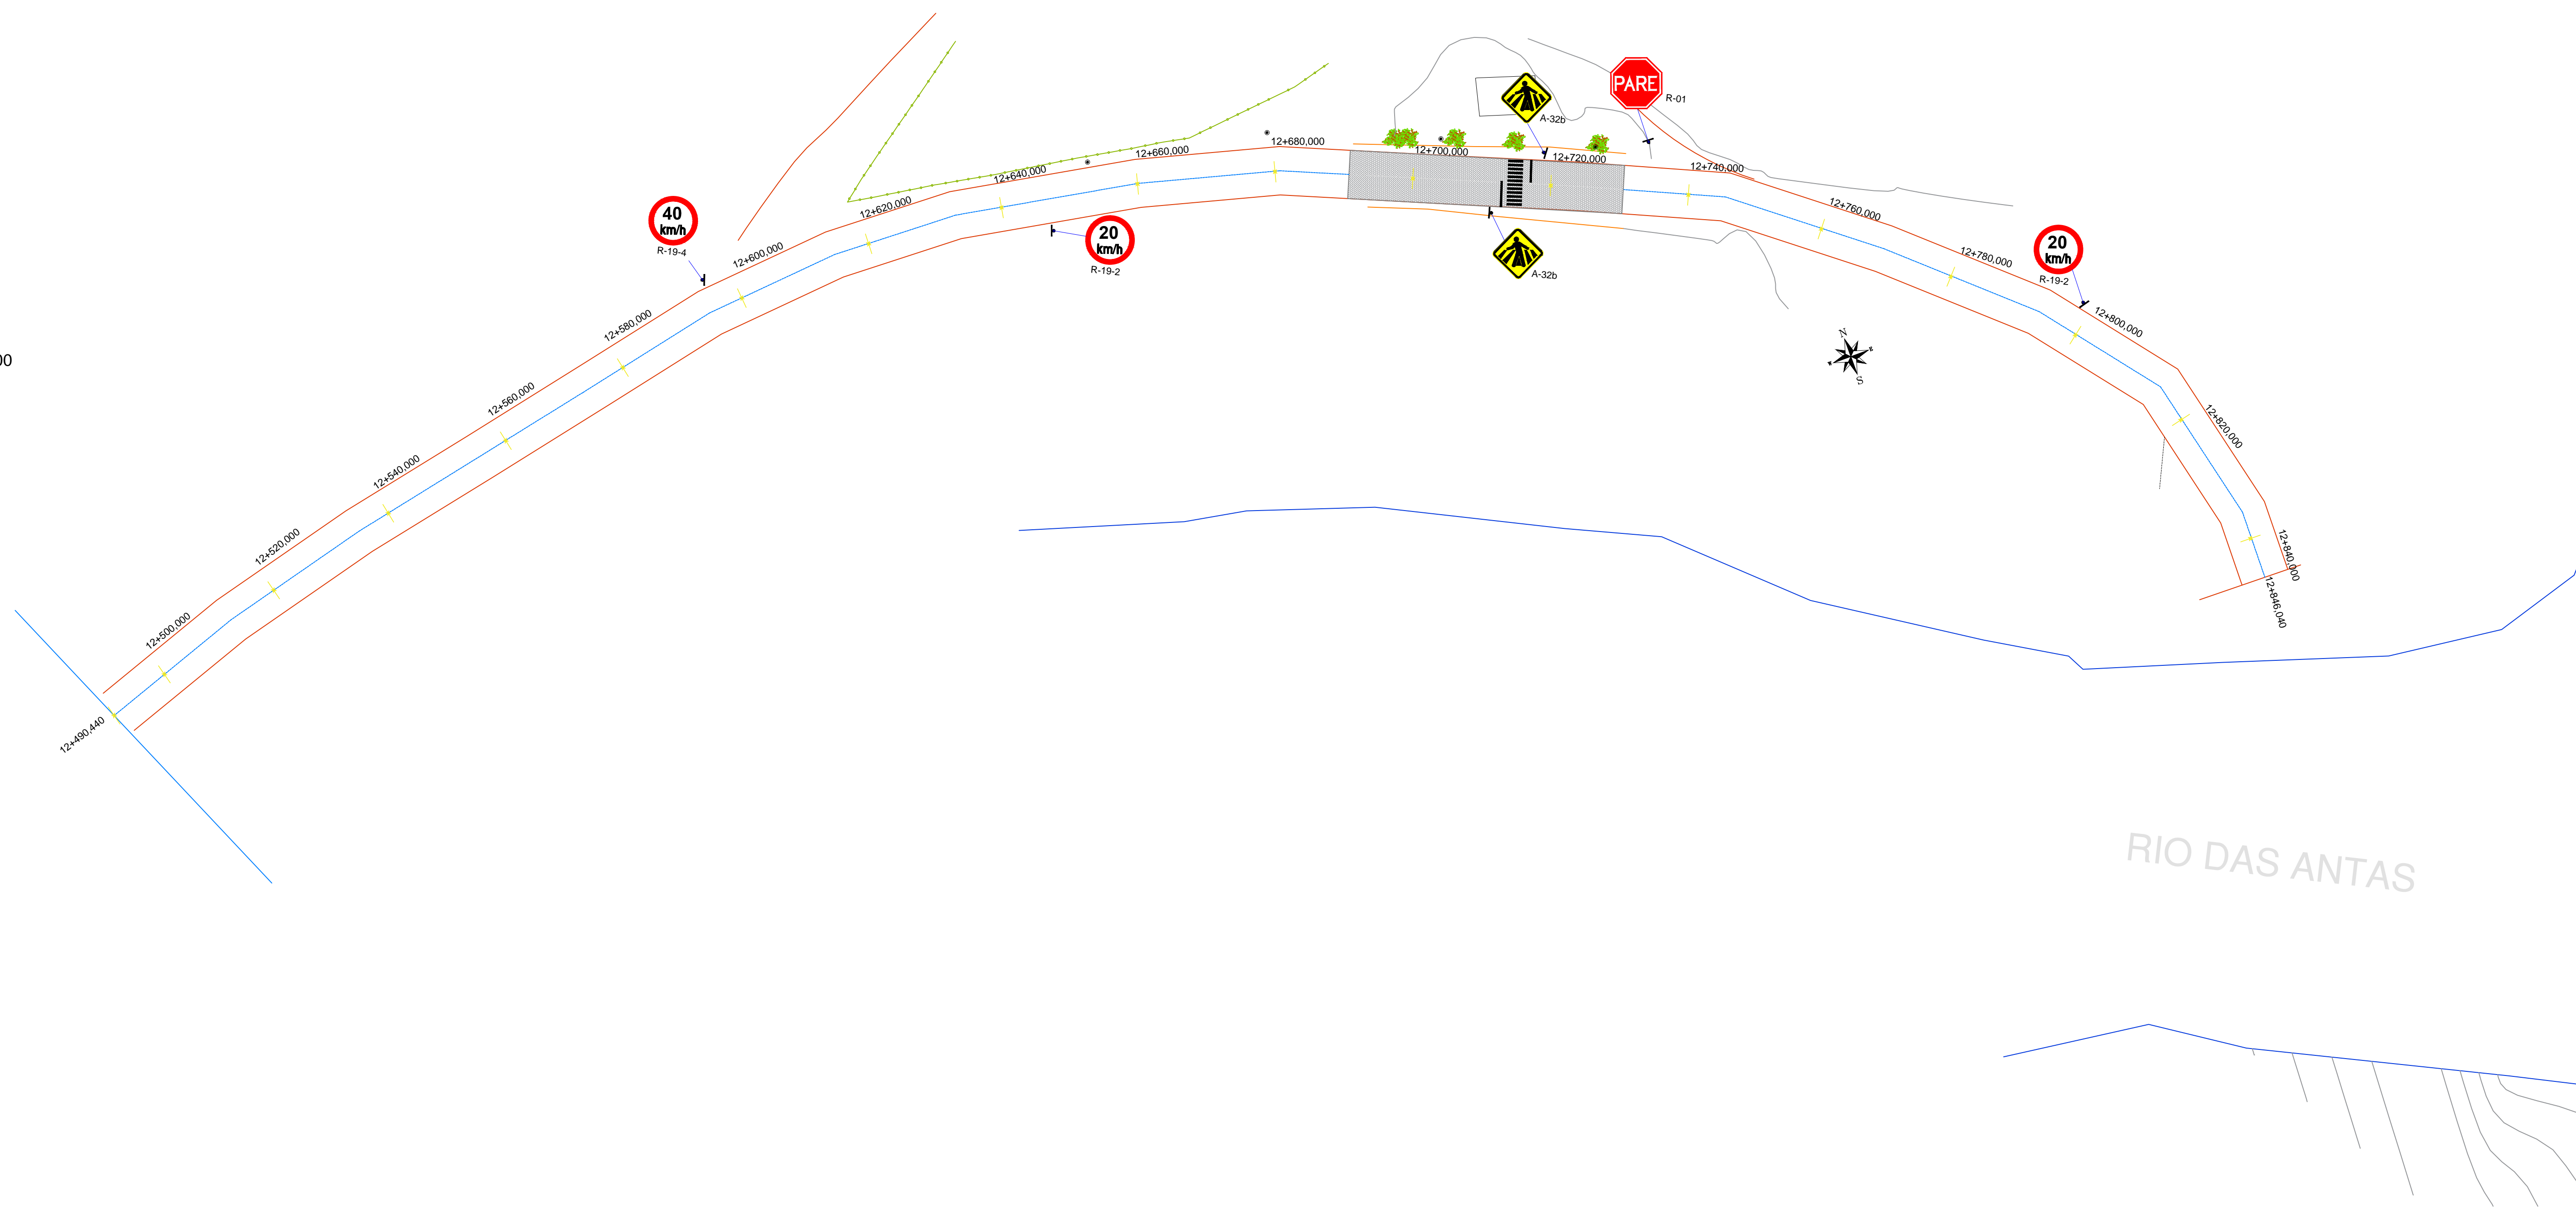 PARE
R-01
A-32b
12+680,000
12+700,000
12+720,000
12+660,000
12+640,000
12+740,000
12+620,000
12+760,000
40
km/h
R-19-4
20
km/h
R-19-2
A-32b
20
km/h
R-19-2
12+600,000
12+780,000
12+580,000
12+800,000
N
E
W
S
00
12+560,000
12+820,000
12+540,000
12+520,000
12+840,000
12+500,000
12+846,040
12+490,440
RIO DAS ANTAS